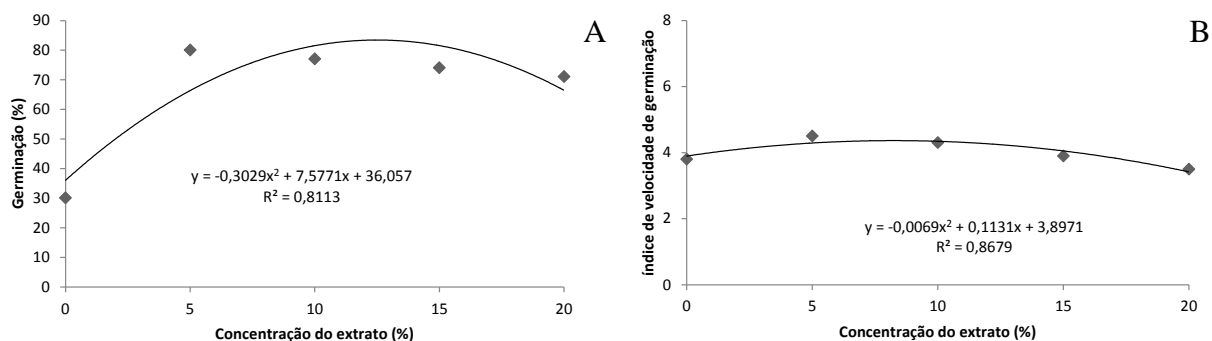 A
Germinação (%)
90
80
70
60
50
40
30
20
10
0
y = -0,3029x² + 7,5771x + 36,057
R² = 0,8113
0 5 10 15 20
Concentração do extrato (%)
B
índice de velocidade de germinação
8
6
4
2
0
y = -0,0069x² + 0,1131x + 3,8971
R² = 0,8679
0 5 10 15 20
Concentração do extrato (%)